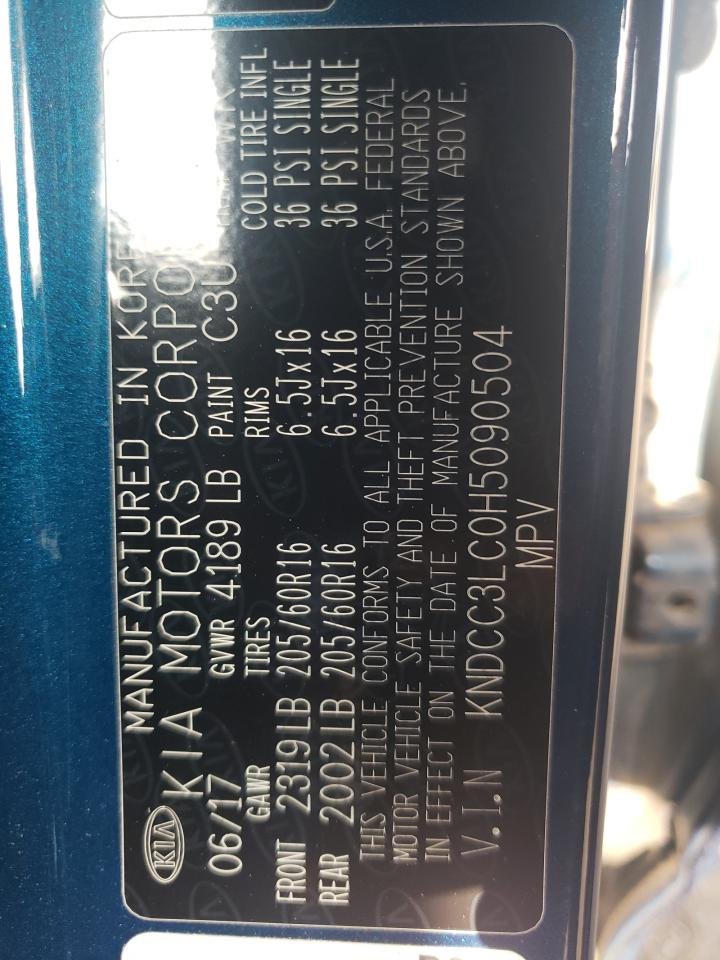 MANUFACTURED IN KORE
KIA KIA MOTORS CORPO
06/17 GVWR 4189 LB PAINT C3U
GAWR TIRES RIMS COLD TIRE INFL.
FRONT 2319LB 205/60R16 6.5Jx16 36 PSI SINGLE
REAR 2002LB 205/60R16 6.5Jx16 36 PSI SINGLE
THIS VEHICLE CONFORMS TO ALL APPLICABLE U.S.A. FEDERAL
MOTOR VEHICLE SAFETY AND THEFT PREVENTION STANDARDS
IN EFFECT ON THE DATE OF MANUFACTURE SHOWN ABOVE.
V.I.N KNDCC3LC0H5090504
MPV